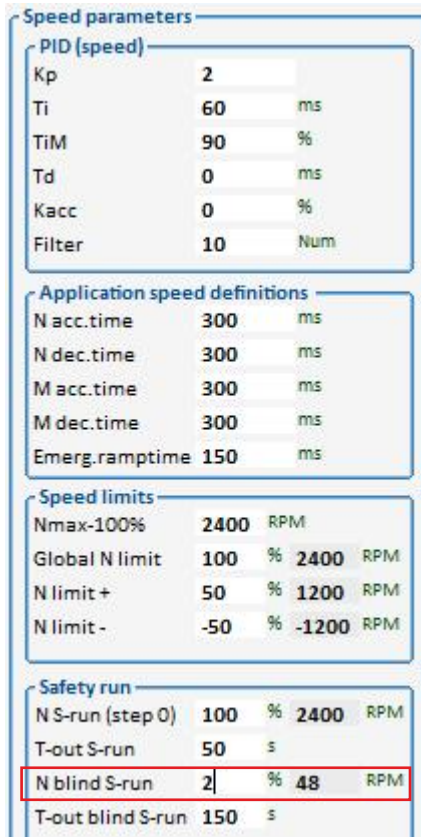 Speed parameters
PID (speed)
Kp 2
Ti 60 ms
TiM 90 %
Td 0 ms
Kacc 0 %
Filter 10 Num
Application speed definitions
N acc.time 300 ms
N dec.time 300 ms
M acc.time 300 ms
M dec.time 300 ms
Emerg.ramptime 150 ms
Speed limits
Nmax-100% 2400 RPM
Global N limit 100 % 2400 RPM
N limit + 50 % 1200 RPM
N limit - -50 % -1200 RPM
Safety run
N S-run (step 0) 100 % 2400 RPM
T-out S-run 50 s
N blind S-run 2 % 48 RPM
T-out blind S-run 150 s